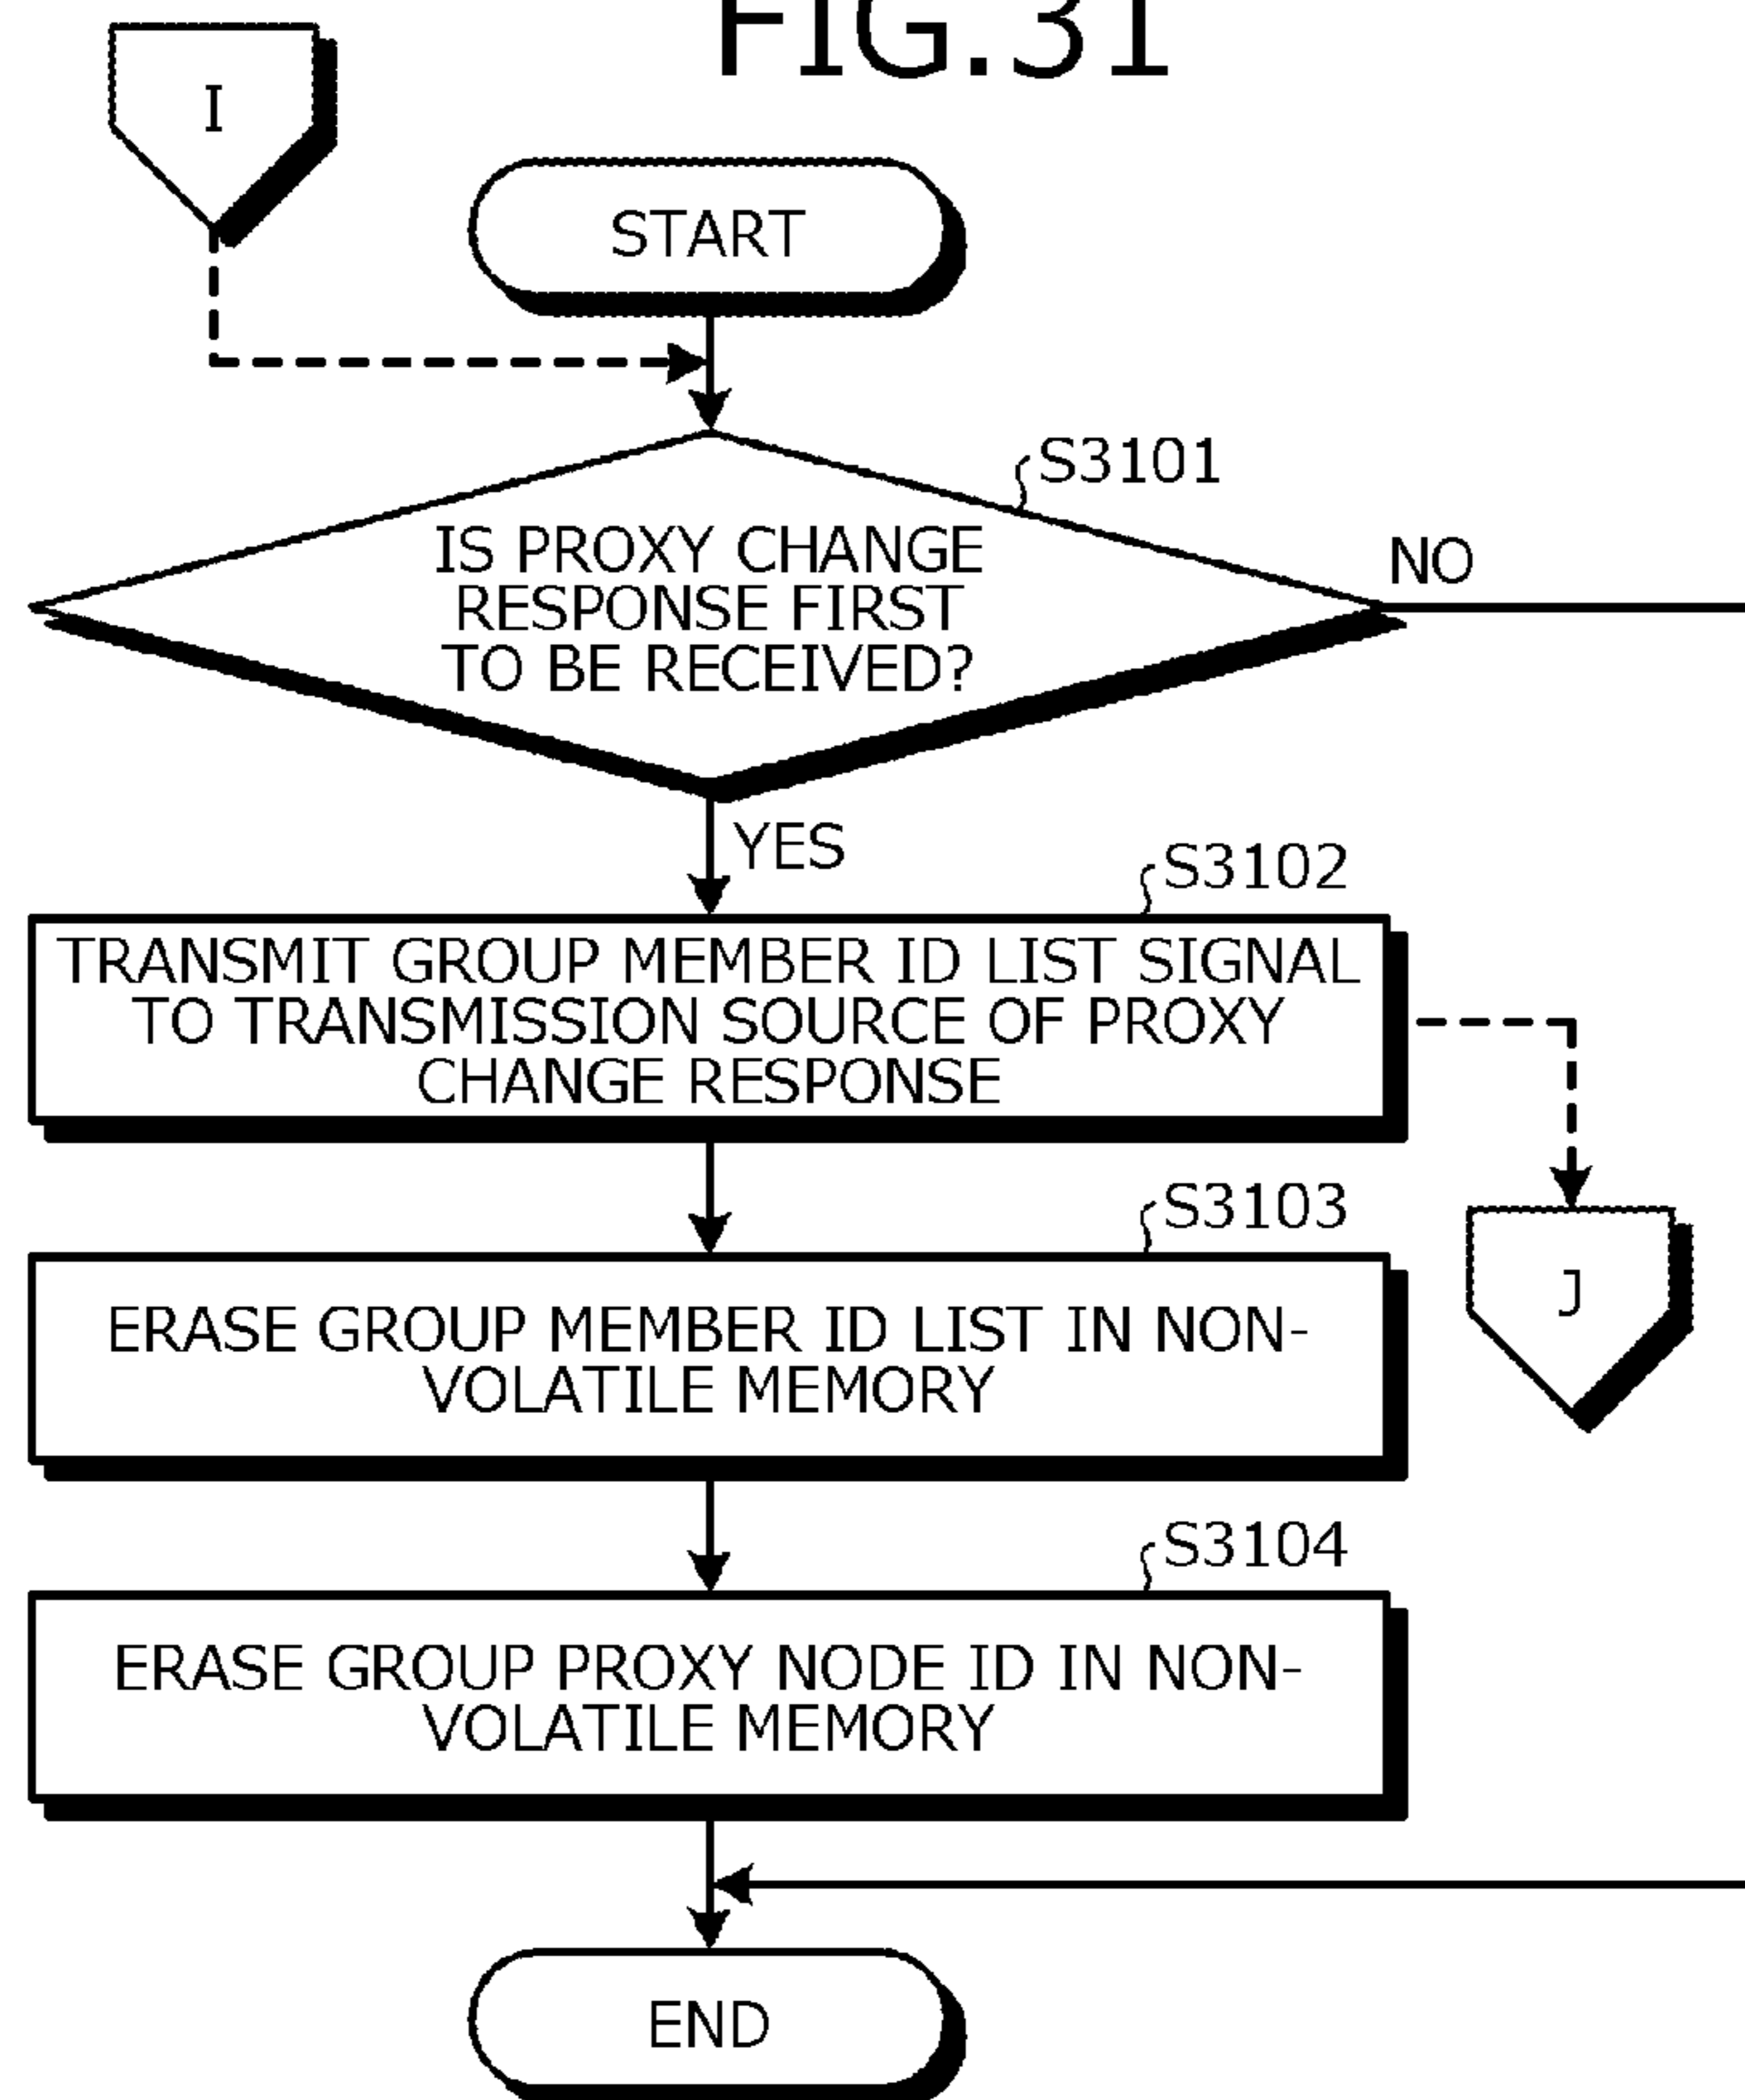 FIG.31
I
START
S3101
IS PROXY CHANGE
RESPONSE FIRST
TO BE RECEIVED?
NO
YES
S3102
TRANSMIT GROUP MEMBER ID LIST SIGNAL
TO TRANSMISSION SOURCE OF PROXY
CHANGE RESPONSE
S3103
J
ERASE GROUP MEMBER ID LIST IN NON-
VOLATILE MEMORY
S3104
ERASE GROUP PROXY NODE ID IN NON-
VOLATILE MEMORY
END